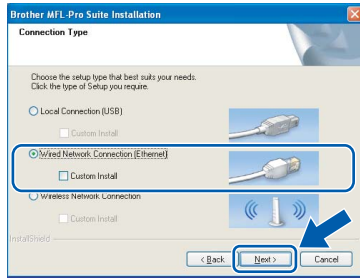 Brother MFL-Pro Suite Installation
Connection Type
Choose the setup type that best suits your needs.
Click the type of Setup you require.
Local Connection (USB)
Custom Install
Wired Network Connection (Ethernet)
Custom Install
Wireless Network Connection
Custom Install
InstallShield
< Back Next > Cancel